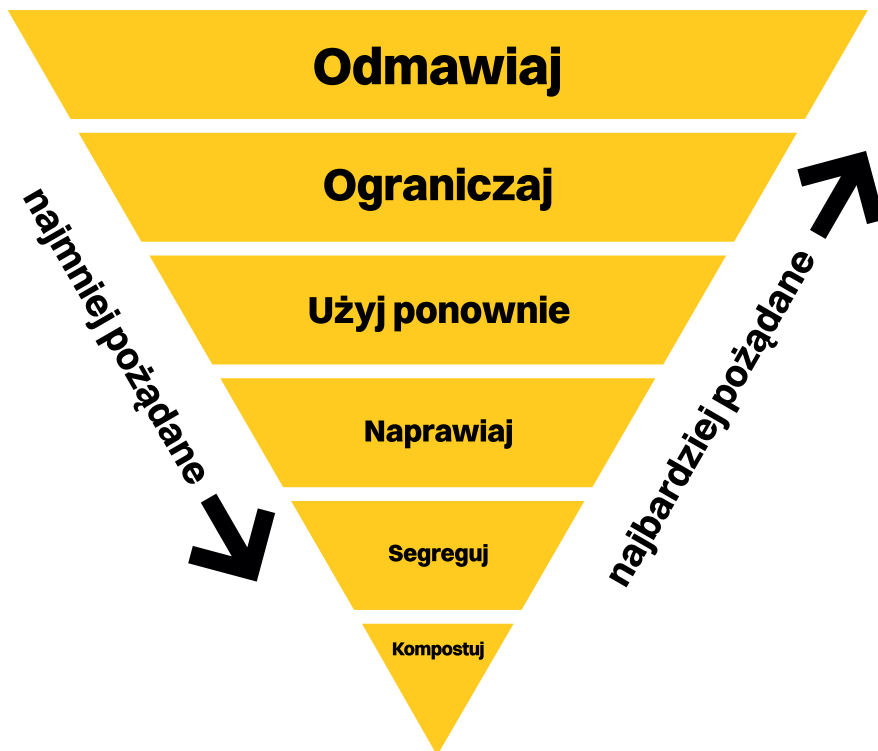 Odmawiaj
Ograniczaj
Użyj ponownie
Naprawiaj
Segreguj
Kompostuj
najmniej pożądane
najbardziej pożądane